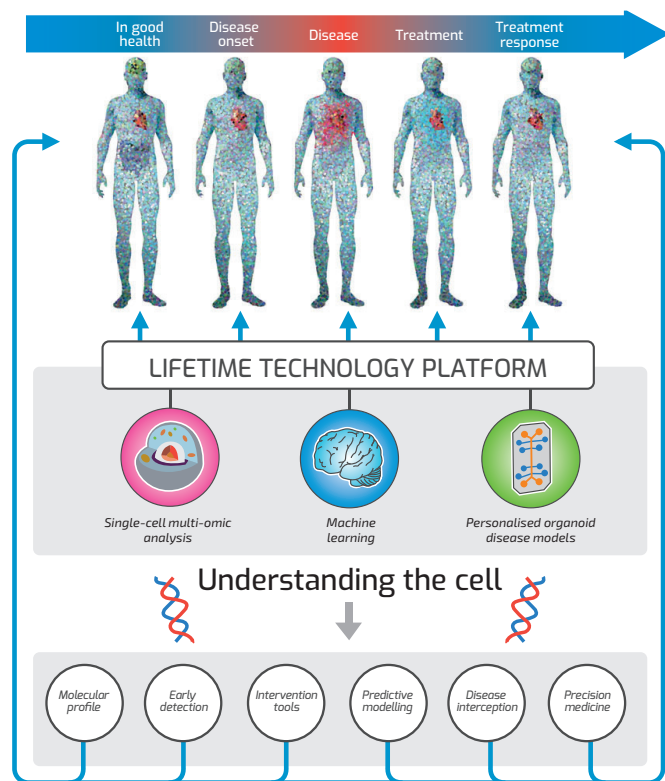 In good
health
Disease
onset
Disease
Treatment
Treatment
response
LIFETIME TECHNOLOGY PLATFORM
Single-cell multi-omic
analysis
Machine
learning
Personalised organoid
disease models
Understanding the cell
Molecular
profile
Early
detection
Intervention
tools
Predictive
modelling
Disease
interception
Precision
medicine